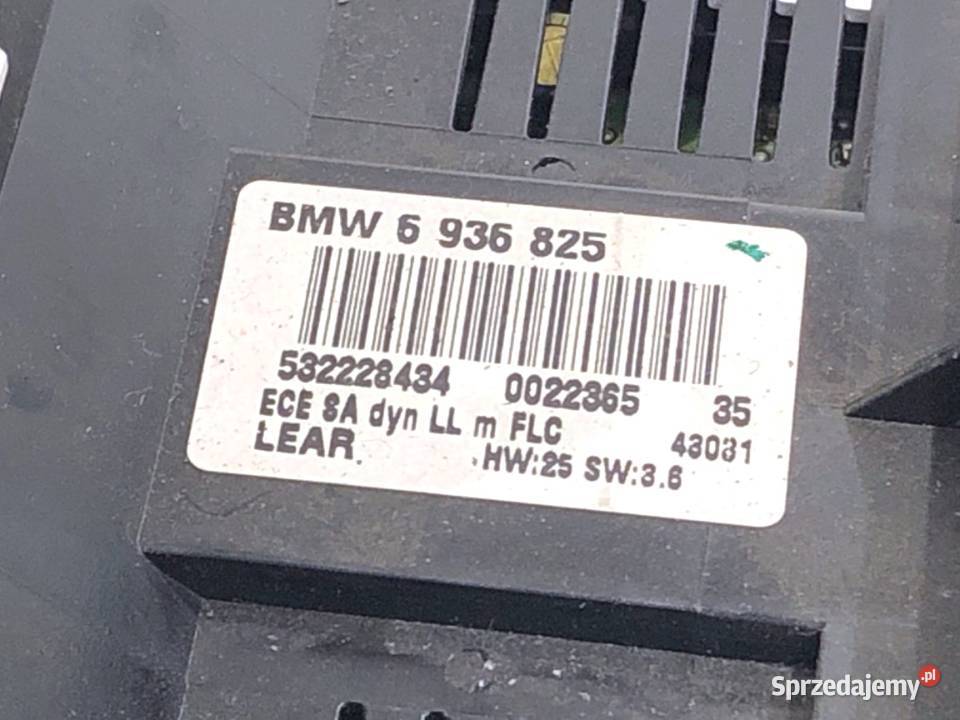 BMW 6 936 825
532228434 0022365 35
ECE SA dyn LL m FLC 43031
LEAR HW:25 SW:3.6
Sprzedajemy.pl